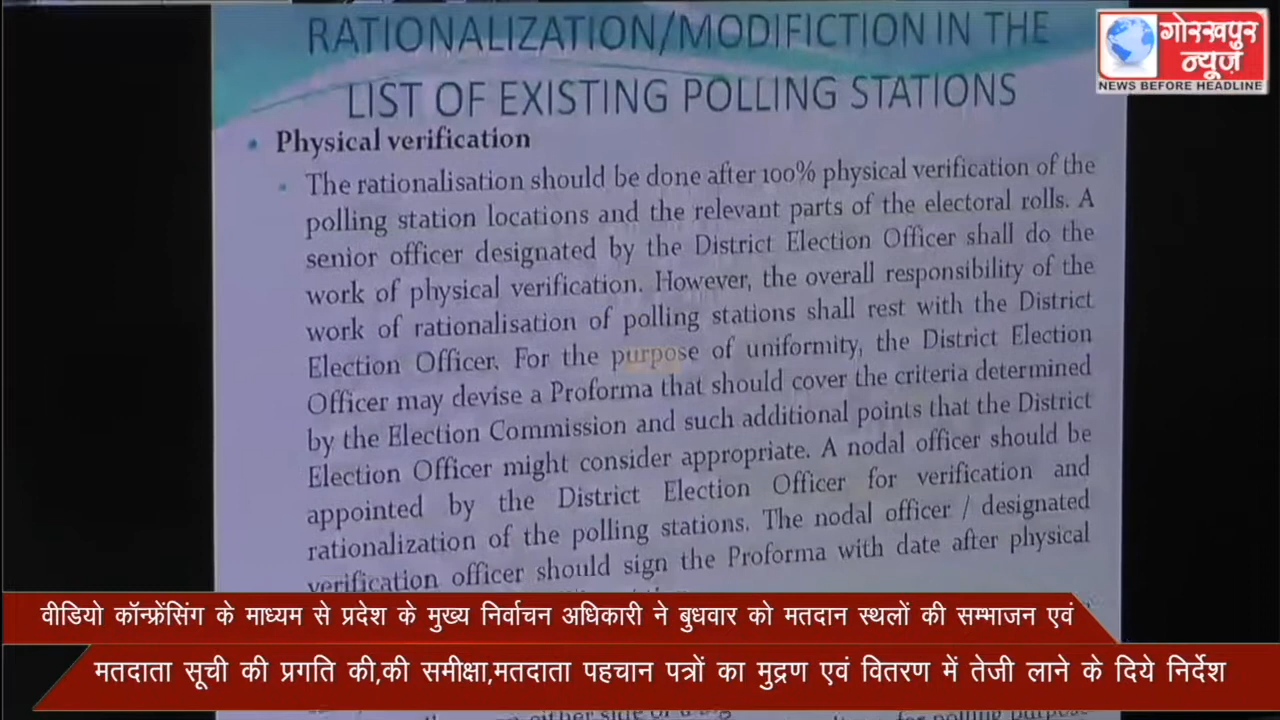 RATIONALIZATION/MODIFICTION IN THE
LIST OF EXISTING POLLING STATIONS
गोरखपुर
न्यूज़
NEWS BEFORE HEADLINE
• Physical verification
• The rationalisation should be done after 100% physical verification of the
polling station locations and the relevant parts of the electoral rolls. A
senior officer designated by the District Election Officer shall do the
work of physical verification. However, the overall responsibility of the
work of rationalisation of polling stations shall rest with the District
Election Officer. For the purpose of uniformity, the District Election
Officer may devise a Proforma that should cover the criteria determined
by the Election Commission and such additional points that the District
Election Officer might consider appropriate. A nodal officer should be
appointed by the District Election Officer for verification and
rationalization of the polling stations. The nodal officer / designated
verification officer should sign the Proforma with date after physical
वीडियो कॉन्फ्रेंसिंग के माध्यम से प्रदेश के मुख्य निर्वाचन अधिकारी ने बुधवार को मतदान स्थलों की सम्भाजन एवं
मतदाता सूची की प्रगति की,की समीक्षा,मतदाता पहचान पत्रों का मुद्रण एवं वितरण में तेजी लाने के दिये निर्देश